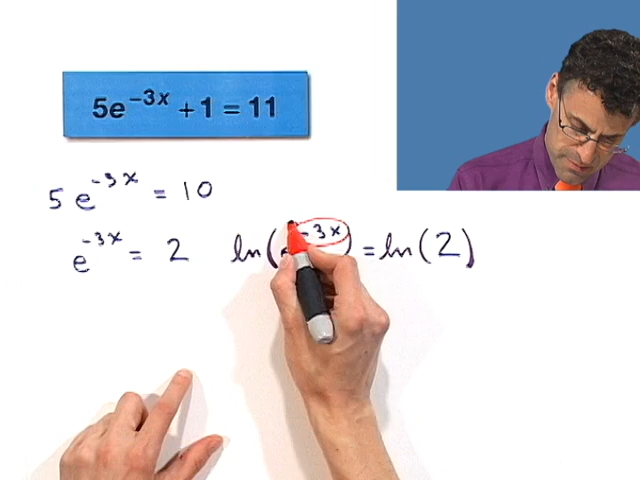 5e⁻³ˣ + 1 = 11
5 e⁻³ˣ = 10
e⁻³ˣ = 2 ln( ⁻³ˣ) = ln(2)